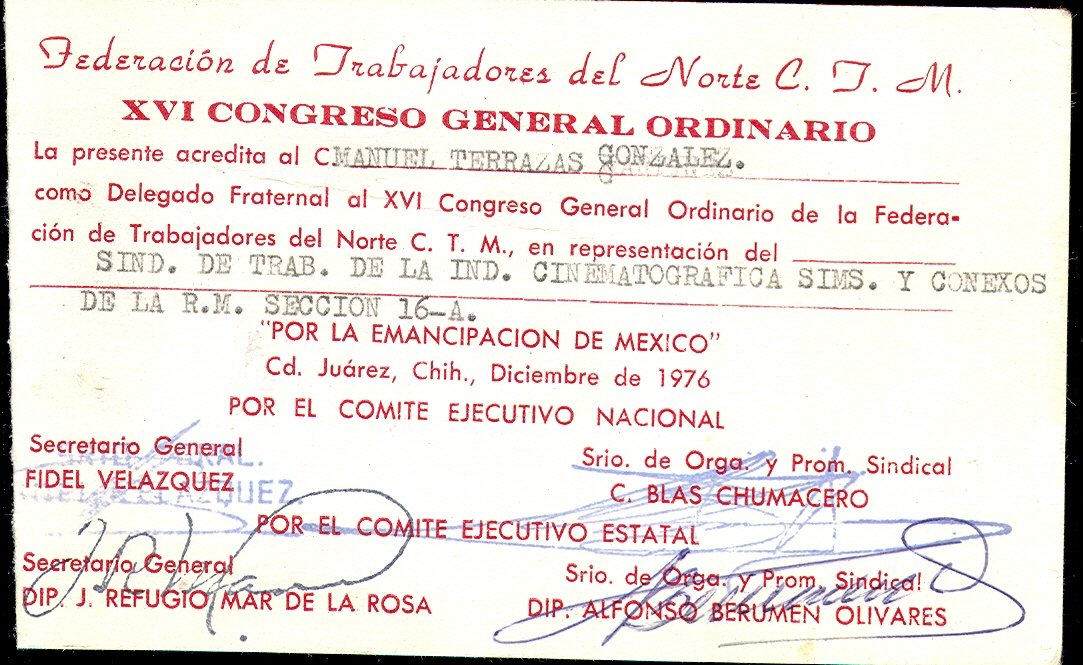 Federación de Trabajadores del Norte C. T. M.
XVI CONGRESO GENERAL ORDINARIO
La presente acredita al C MANUEL TERRAZAS GONZALEZ.
como Delegado Fraternal al XVI Congreso General Ordinario de la Federa-
ción de Trabajadores del Norte C. T. M., en representación del
SIND. DE TRAB. DE LA IND. CINEMATOGRAFICA SIMS. Y CONEXOS
DE LA R.M. SECCION 16-A.
"POR LA EMANCIPACION DE MEXICO"
Cd. Juárez, Chih., Diciembre de 1976
POR EL COMITE EJECUTIVO NACIONAL
Secretario General
Srio. de Orga. y Prom. Sindical
FIDEL VELAZQUEZ
C. BLAS CHUMACERO
POR EL COMITE EJECUTIVO ESTATAL
Secretario General
Srio. de Orga. y Prom. Sindical
DIP. J. REFUGIO MAR DE LA ROSA
DIP. ALFONSO BERUMEN OLIVARES